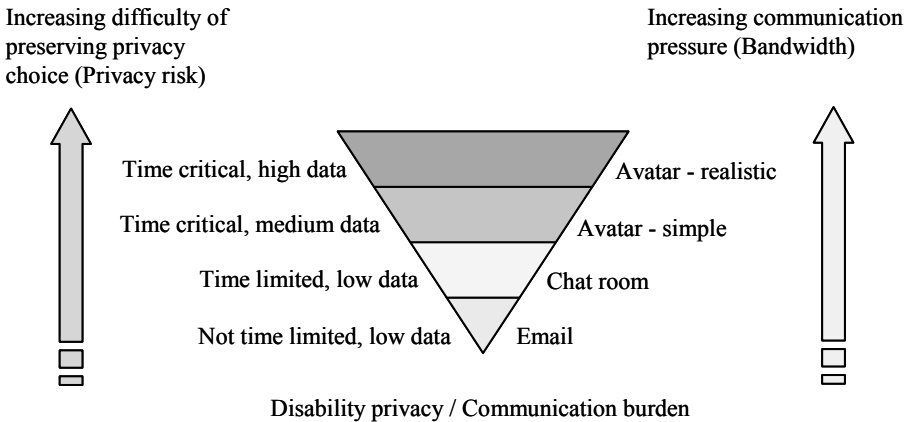 Increasing difficulty of
preserving privacy
choice (Privacy risk)
Increasing communication
pressure (Bandwidth)
Time critical, high data
Avatar - realistic
Time critical, medium data
Avatar - simple
Time limited, low data
Chat room
Not time limited, low data
Email
Disability privacy / Communication burden